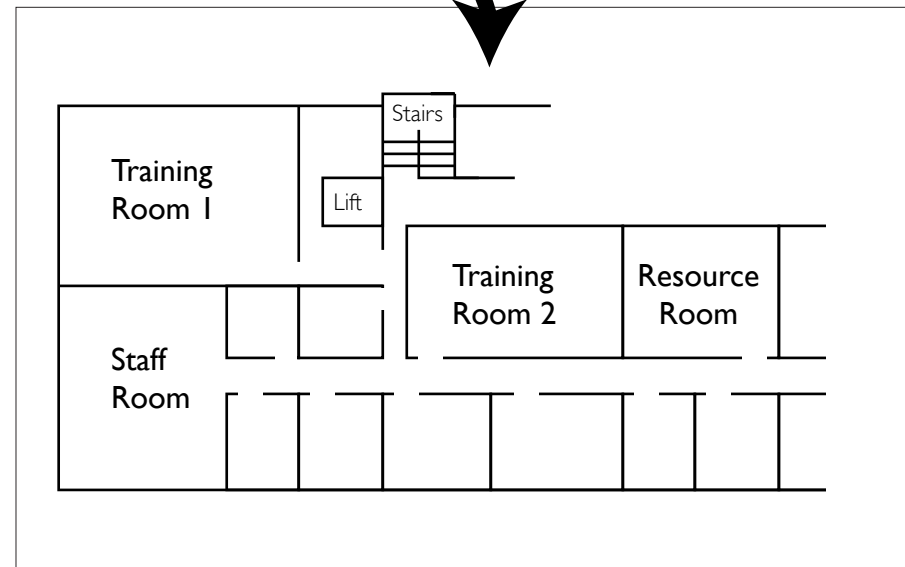 Stairs
Training
Room 1
Lift
Training
Room 2
Resource
Room
Staff
Room